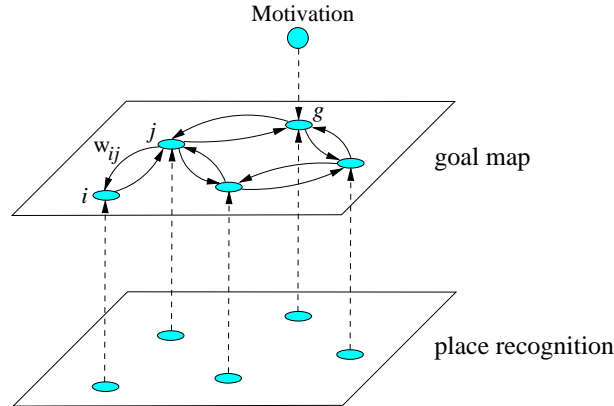 Motivation
g
j
w_ij
i
goal map
place recognition